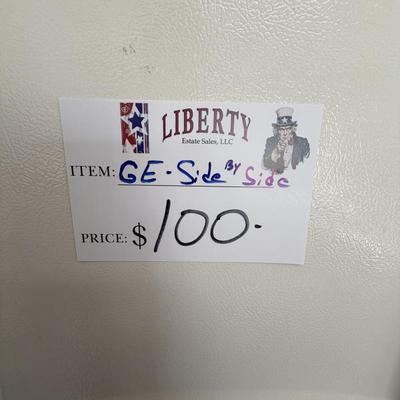 LIBERTY
Estate Sales, LLC
ITEM: GE - Side By Side
PRICE: $ 100.